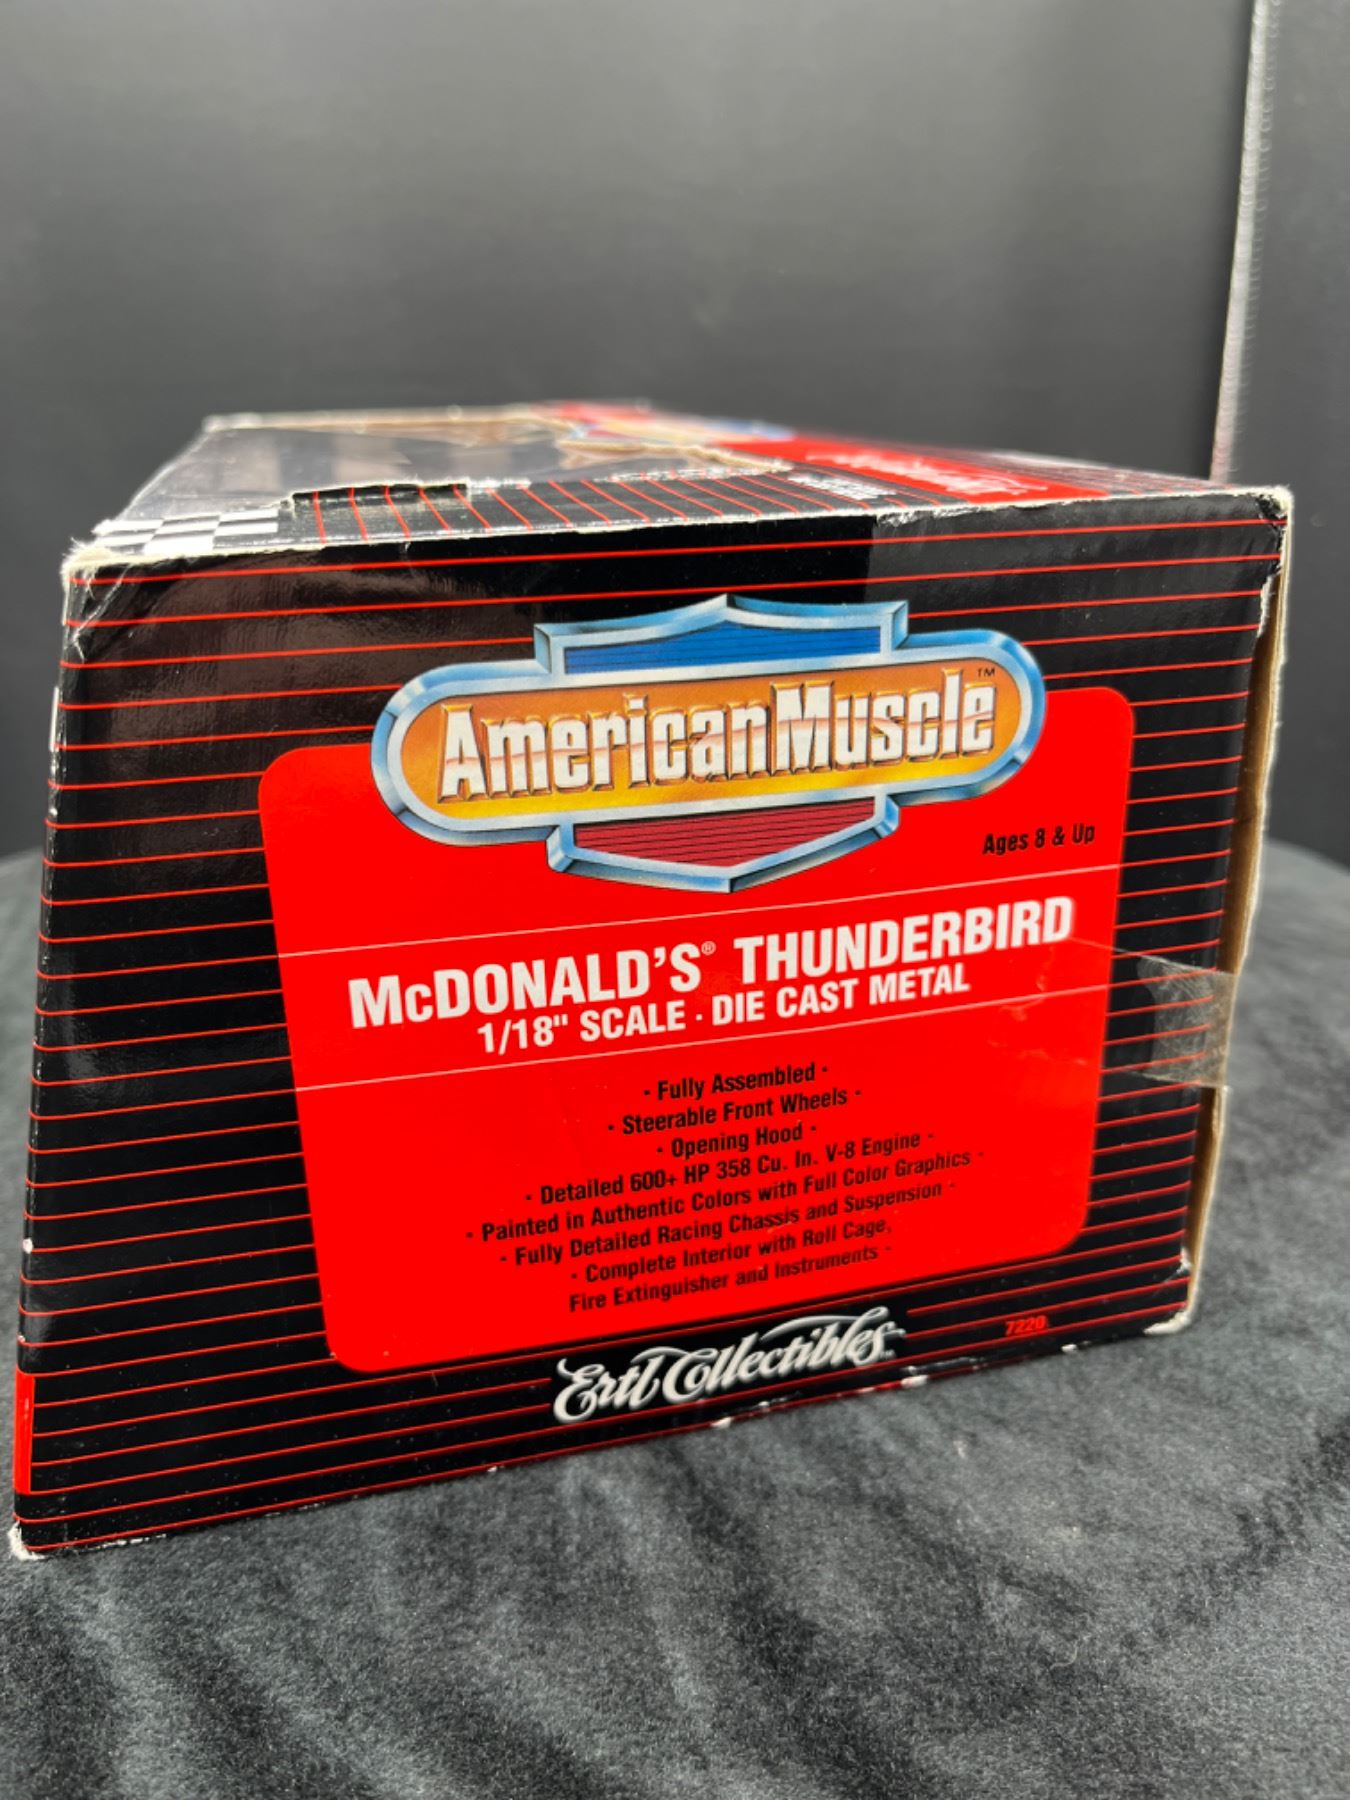 AmericanMuscle™
Ages 8 & Up
McDONALD'S® THUNDERBIRD
1/18" SCALE · DIE CAST METAL
· Fully Assembled ·
· Steerable Front Wheels ·
· Opening Hood ·
· Detailed 600+ HP 358 Cu. In. V-8 Engine ·
· Painted in Authentic Colors with Full Color Graphics ·
· Fully Detailed Racing Chassis and Suspension ·
· Complete Interior with Roll Cage,
Fire Extinguisher and Instruments ·
Ertl Collectibles™
7220